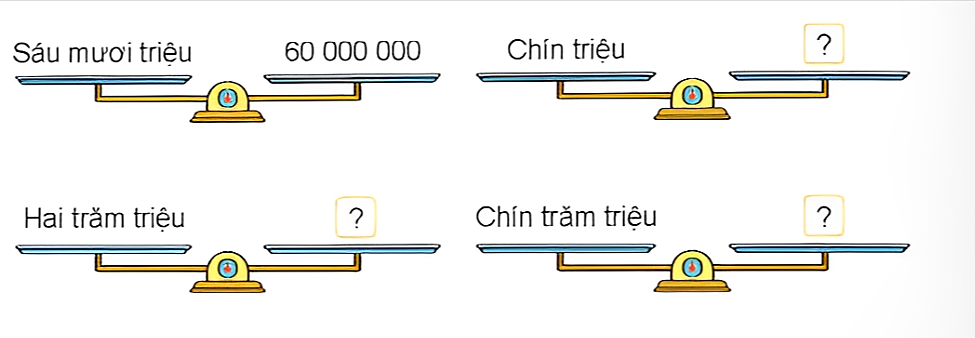 Sáu mươi triệu 60 000 000
Chín triệu ?
Hai trăm triệu ?
Chín trăm triệu ?